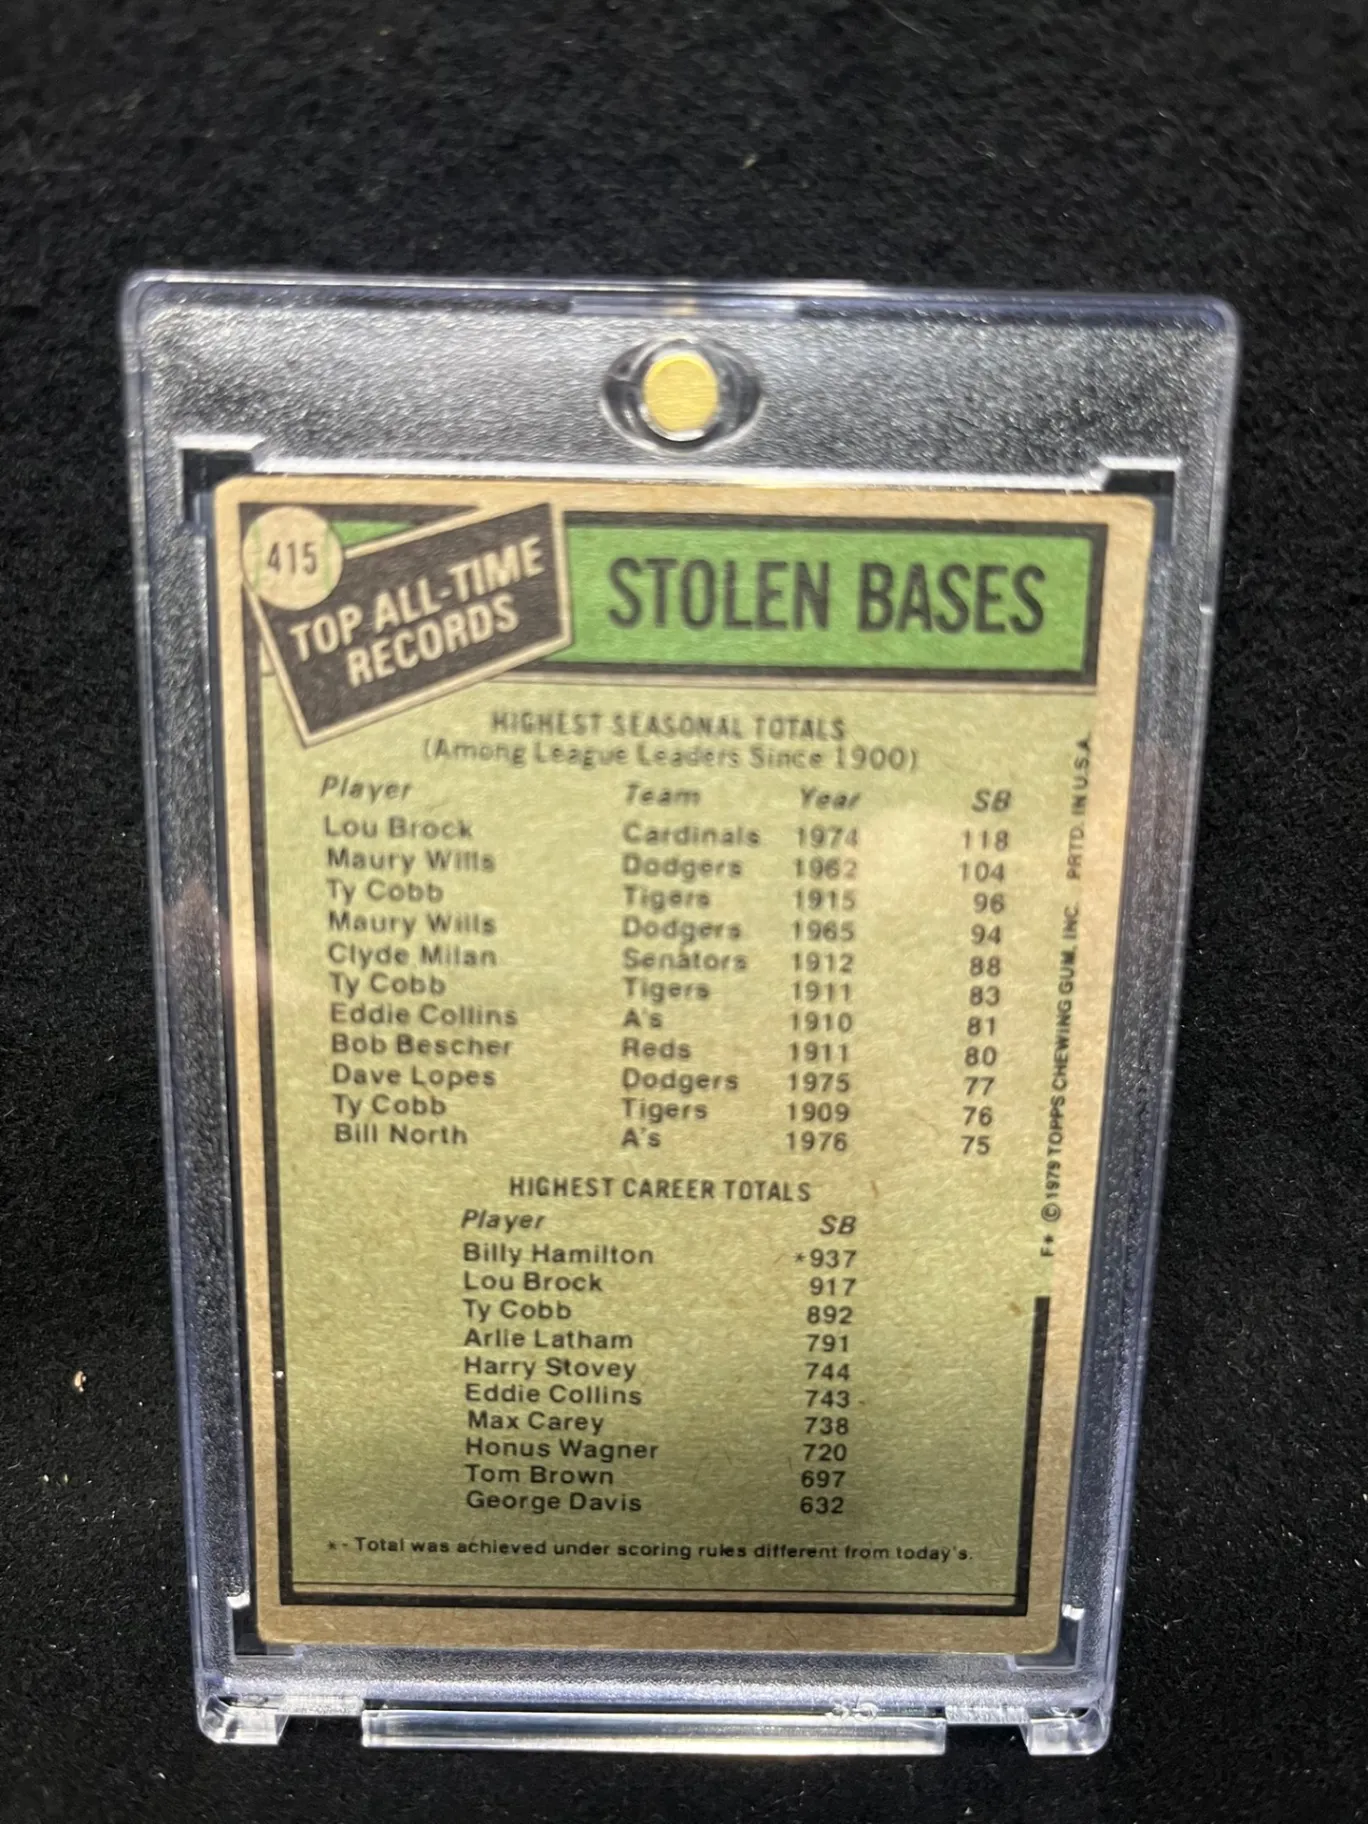 415
TOP ALL-TIME
RECORDS
STOLEN BASES
HIGHEST SEASONAL TOTALS
(Among League Leaders Since 1900)
Player Team Year SB
Lou Brock Cardinals 1974 118
Maury Wills Dodgers 1962 104
Ty Cobb Tigers 1915 96
Maury Wills Dodgers 1965 94
Clyde Milan Senators 1912 88
Ty Cobb Tigers 1911 83
Eddie Collins A's 1910 81
Bob Bescher Reds 1911 80
Dave Lopes Dodgers 1975 77
Ty Cobb Tigers 1909 76
Bill North A's 1976 75
HIGHEST CAREER TOTALS
Player SB
Billy Hamilton *937
Lou Brock 917
Ty Cobb 892
Arlie Latham 791
Harry Stovey 744
Eddie Collins 743
Max Carey 738
Honus Wagner 720
Tom Brown 697
George Davis 632
* - Total was achieved under scoring rules different from today's.
F* © 1979 TOPPS CHEWING GUM, INC. PRTD. IN U.S.A.
35